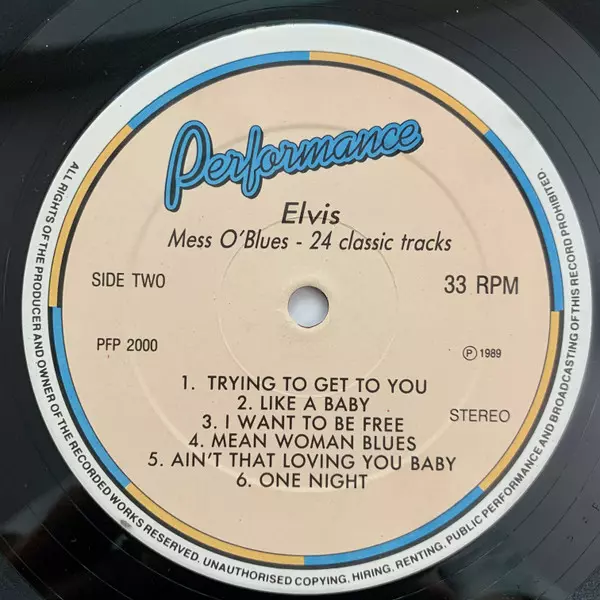 Performance
Elvis
Mess O'Blues - 24 classic tracks
SIDE TWO
33 RPM
PFP 2000
℗ 1989
1. TRYING TO GET TO YOU
2. LIKE A BABY
3. I WANT TO BE FREE
STEREO
4. MEAN WOMAN BLUES
5. AIN'T THAT LOVING YOU BABY
6. ONE NIGHT
ALL RIGHTS OF THE PRODUCER AND OWNER OF THE RECORDED WORKS RESERVED. UNAUTHORISED COPYING. HIRING. RENTING. PUBLIC PERFORMANCE AND BROADCASTING OF THIS RECORD PROHIBITED.